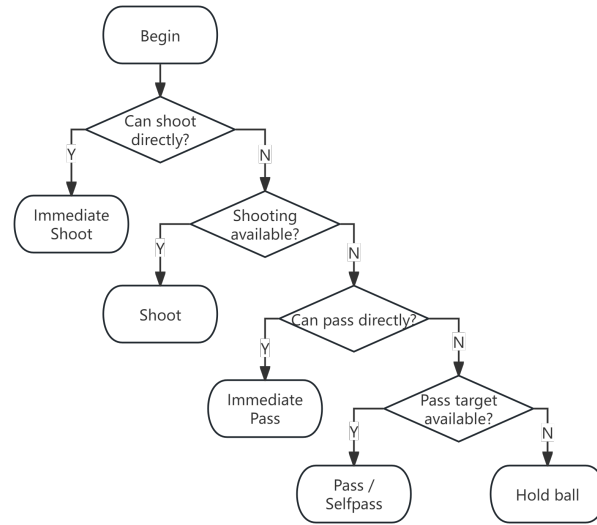 Begin
Can shoot
directly?
Y
N
Immediate
Shoot
Shooting
available?
Y
N
Shoot
Can pass directly?
Y
N
Immediate
Pass
Pass target
available?
Y
N
Pass /
Selfpass
Hold ball